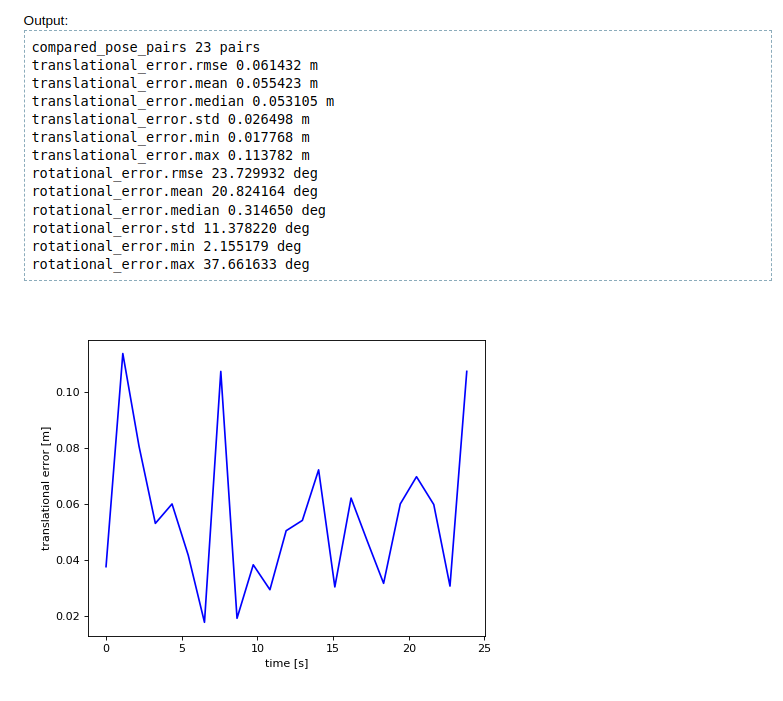 Output:
compared_pose_pairs 23 pairs
translational_error.rmse 0.061432 m
translational_error.mean 0.055423 m
translational_error.median 0.053105 m
translational_error.std 0.026498 m
translational_error.min 0.017768 m
translational_error.max 0.113782 m
rotational_error.rmse 23.729932 deg
rotational_error.mean 20.824164 deg
rotational_error.median 0.314650 deg
rotational_error.std 11.378220 deg
rotational_error.min 2.155179 deg
rotational_error.max 37.661633 deg
0.10
0.08
0.06
0.04
0.02
translational error [m]
0 5 10 15 20 25
time [s]